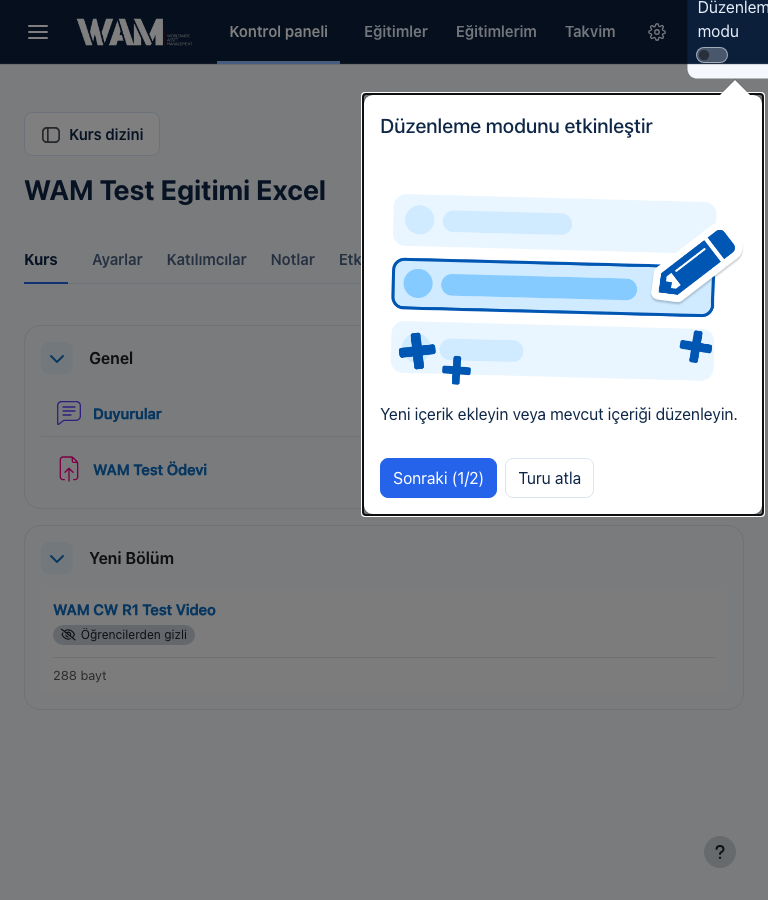 WAM
Kontrol paneli
Eğitimler
Eğitimlerim
Takvim
modu
Kurs dizini
Düzenleme modunu etkinleştir
WAM Test Egitimi Excel
Kurs
Ayarlar
Katılımcılar
Notlar
Genel
Duyurular
WAM Test Ödevi
Yeni içerik ekleyin veya mevcut içeriği düzenleyin.
Sonraki (1/2)
Turu atla
Yeni Bölüm
WAM CW R1 Test Video
Öğrencilerden gizli
288 bayt
?